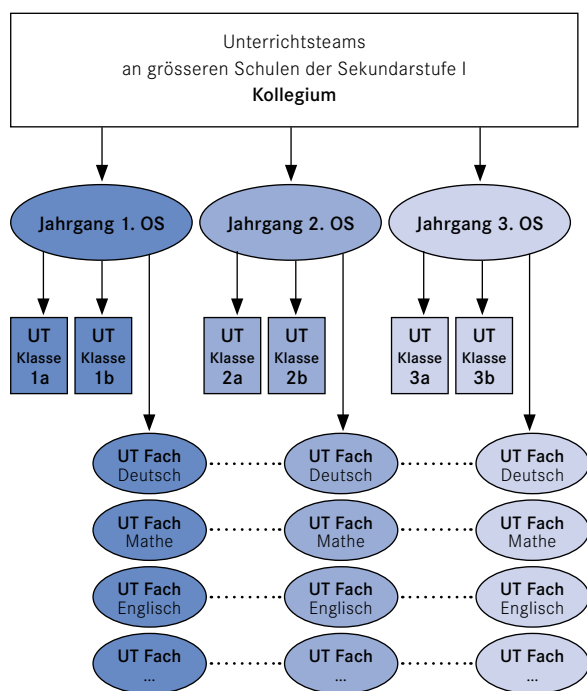 Unterrichtsteams
an grösseren Schulen der Sekundarstufe I
Kollegium
Jahrgang 1. OS
Jahrgang 2. OS
Jahrgang 3. OS
UT
Klasse
1a
UT
Klasse
1b
UT
Klasse
2a
UT
Klasse
2b
UT
Klasse
3a
UT
Klasse
3b
UT Fach
Deutsch
UT Fach
Deutsch
UT Fach
Deutsch
UT Fach
Mathe
UT Fach
Mathe
UT Fach
Mathe
UT Fach
Englisch
UT Fach
Englisch
UT Fach
Englisch
UT Fach
...
UT Fach
...
UT Fach
...